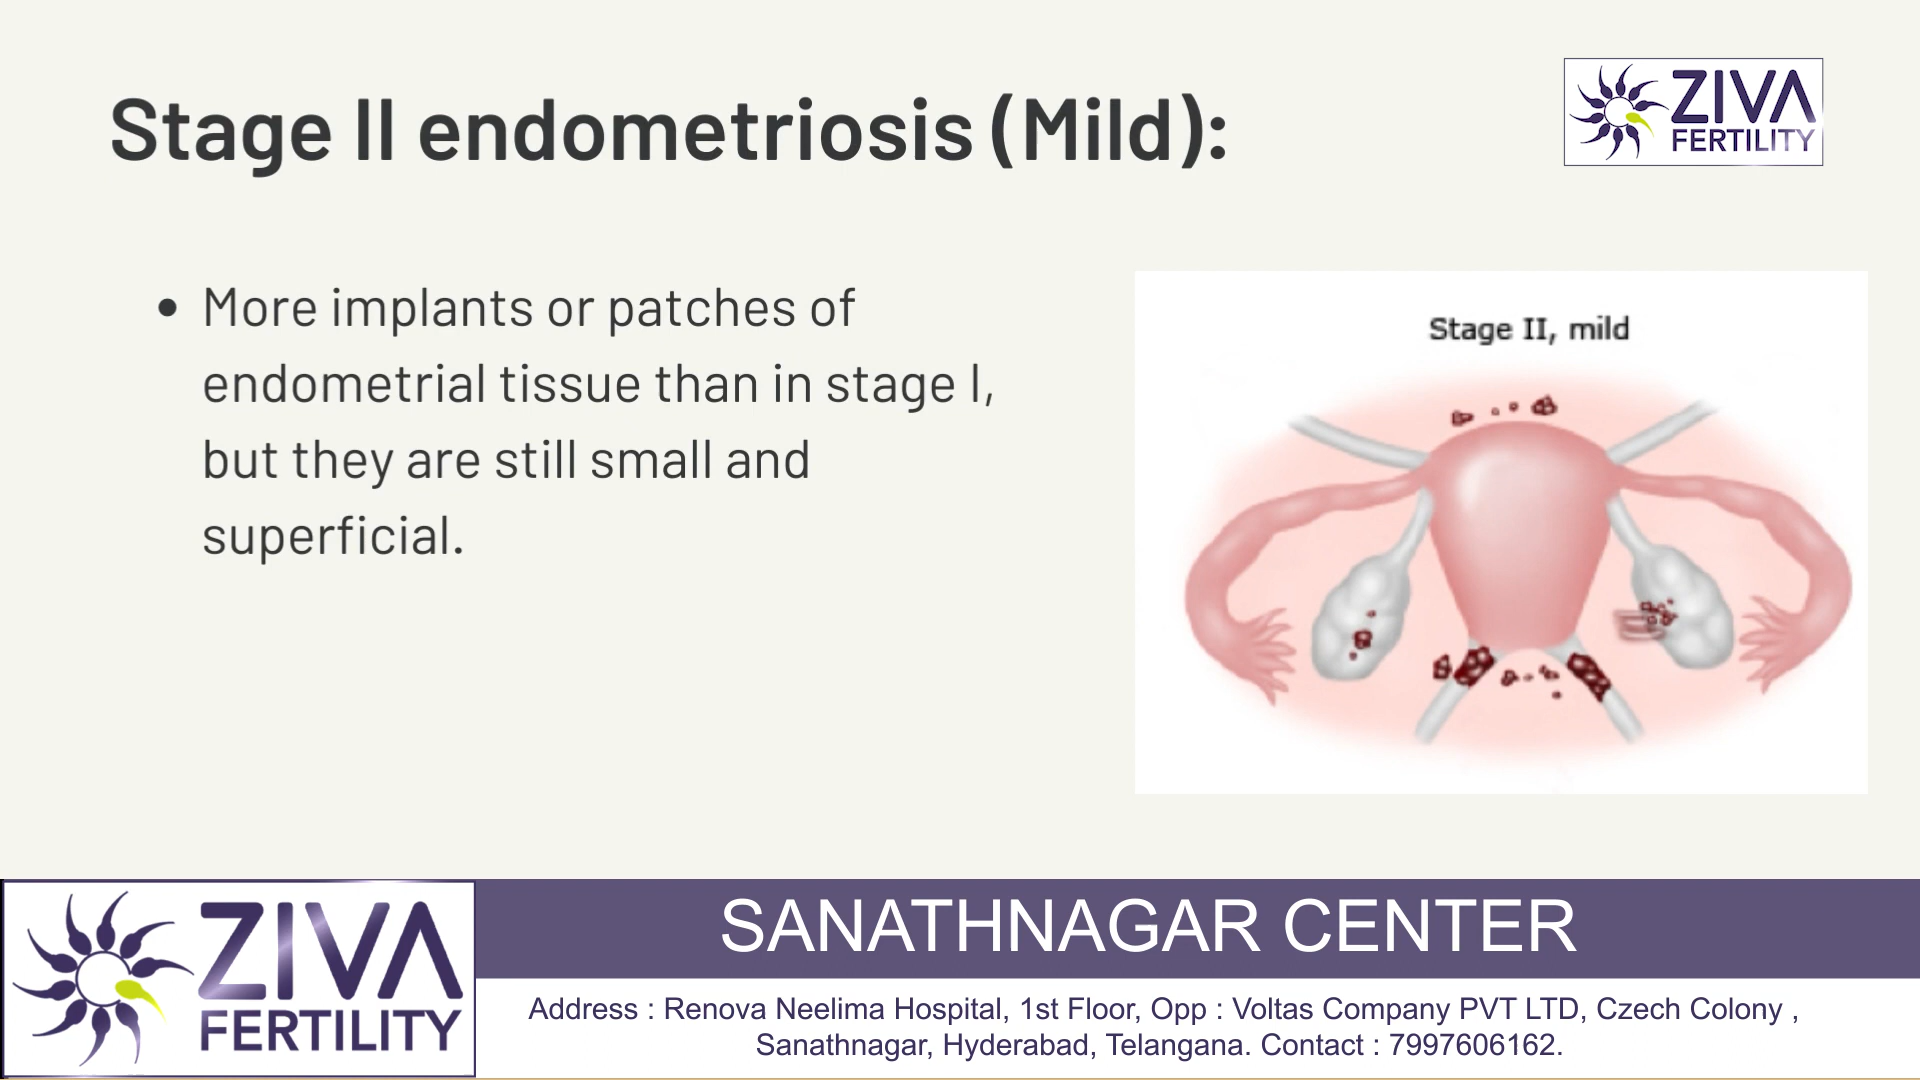 Stage II endometriosis (Mild):
ZIVA
FERTILITY
• More implants or patches of
endometrial tissue than in stage I,
but they are still small and
superficial.
Stage II, mild
ZIVA
FERTILITY
SANATHNAGAR CENTER
Address : Renova Neelima Hospital, 1st Floor, Opp : Voltas Company PVT LTD, Czech Colony ,
Sanathnagar, Hyderabad, Telangana. Contact : 7997606162.